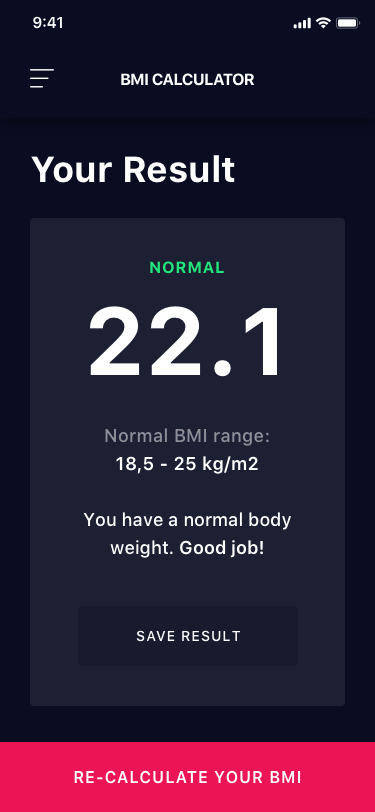 9:41
BMI CALCULATOR
Your Result
NORMAL
22.1
Normal BMI range:
18,5 - 25 kg/m2
You have a normal body
weight. Good job!
SAVE RESULT
RE-CALCULATE YOUR BMI